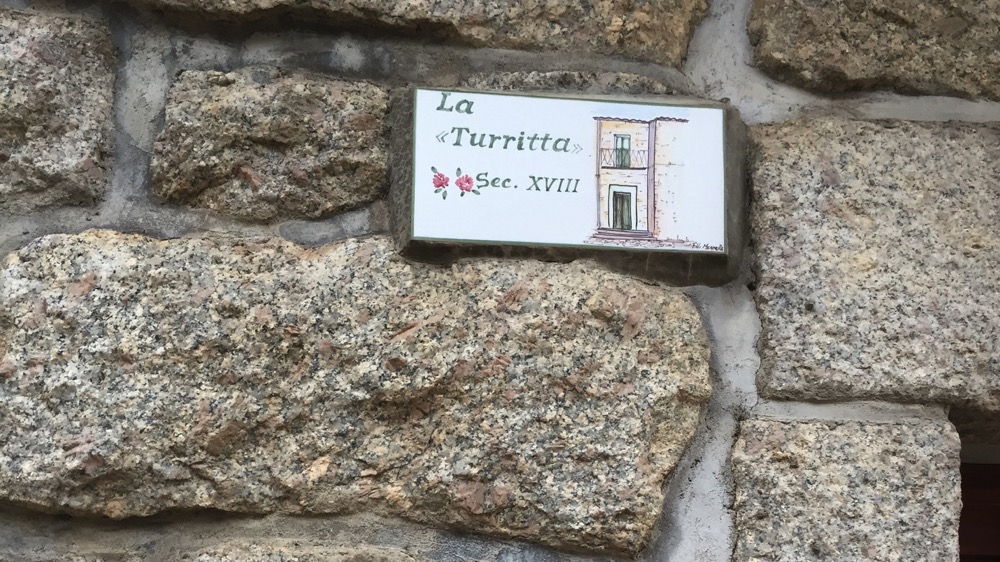 La
«Turritta»
Sec. XVIII